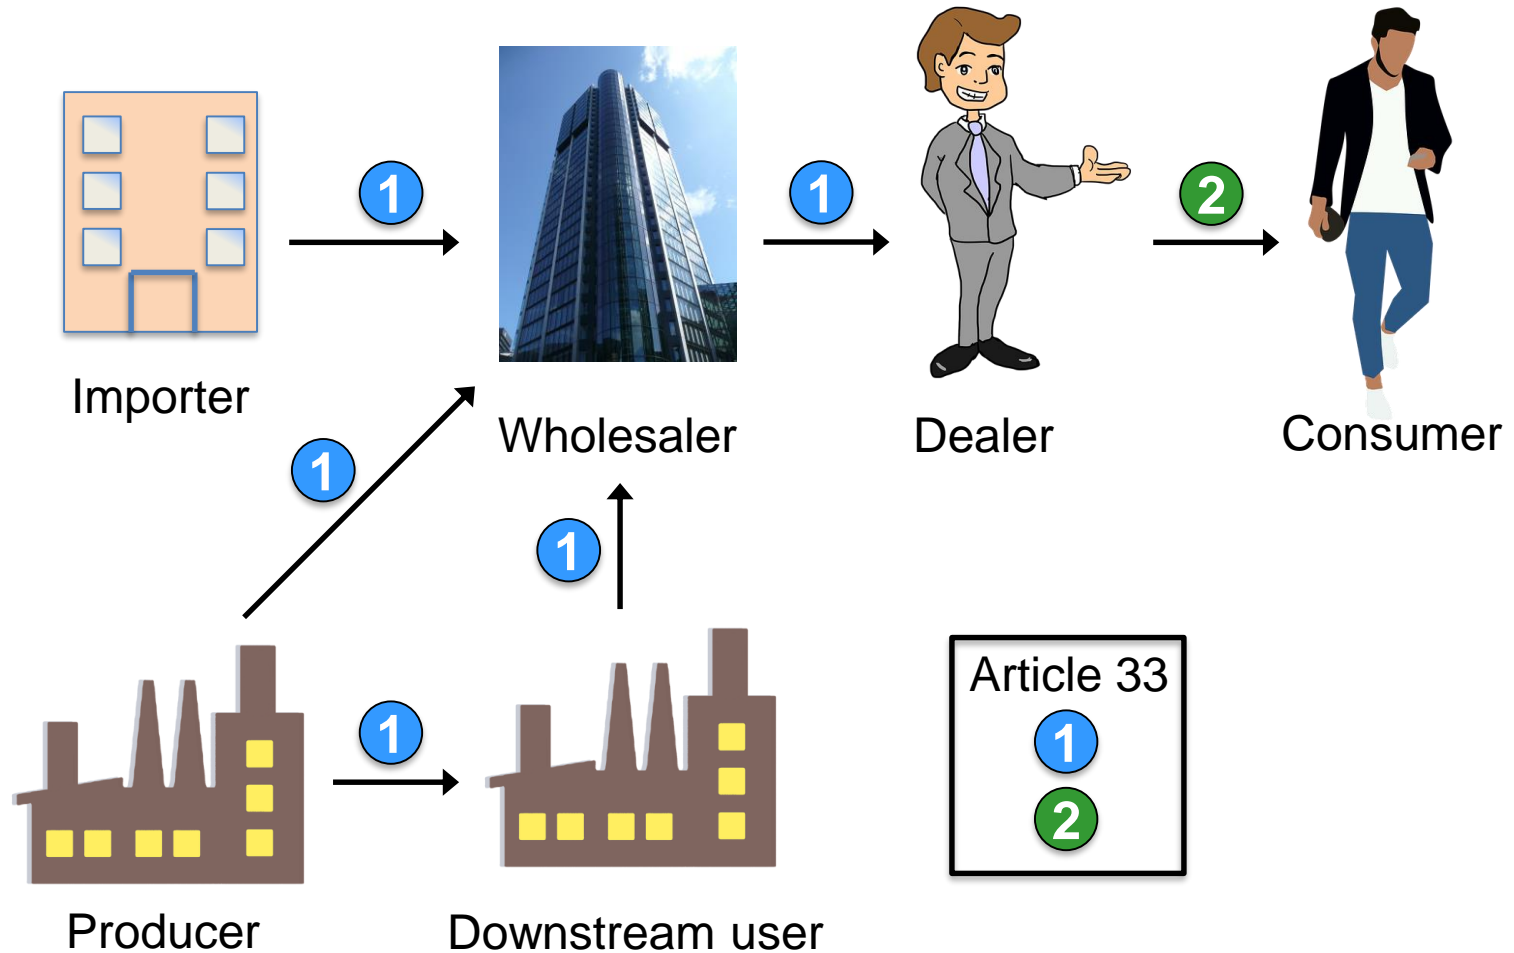 1
1
2
Importer
Wholesaler
Dealer
Consumer
1
1
Article 33
1
1
2
Producer
Downstream user